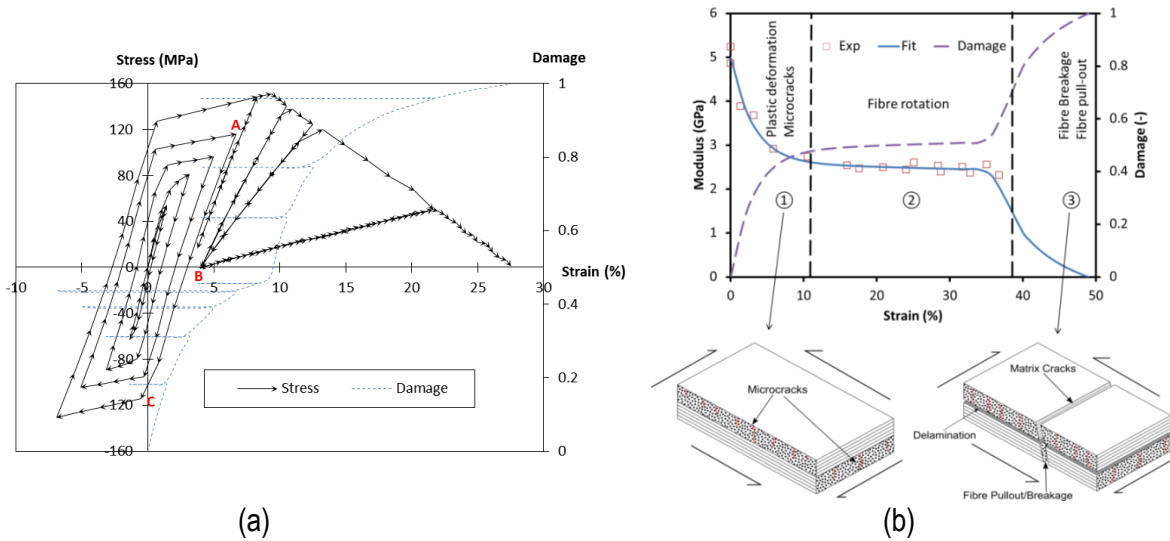 Stress (MPa)
Damage
160
120
80
40
0
-40
-80
-120
-160
-10
-5
0
5
10
15
20
25
30
Strain (%)
1
0.8
0.6
0.4
0.2
0
A
B
C
Stress
Damage
(a)
Modulus (GPa)
6
5
4
3
2
1
0
Exp
Fit
Damage
Plastic deformation
Microcracks
Fibre rotation
Fibre Breakage
Fibre pull-out
1
2
3
1
0.8
0.6
0.4
0.2
0
Damage (-)
0
10
20
30
40
50
Strain (%)
Microcracks
Matrix Cracks
Delamination
Fibre Pullout/Breakage
(b)